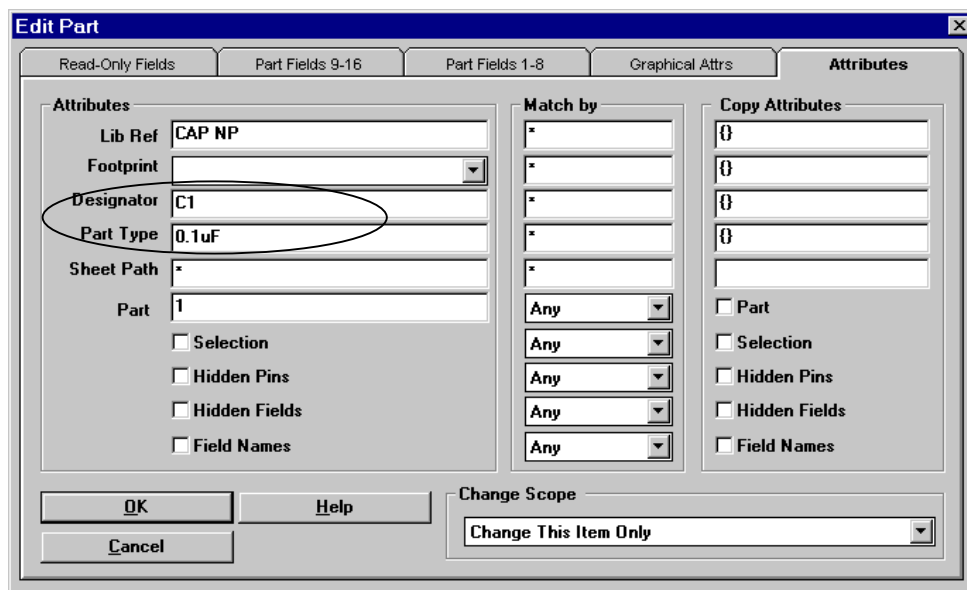 Edit Part
Read-Only Fields Part Fields 9-16 Part Fields 1-8 Graphical Attrs Attributes
Attributes Match by Copy Attributes
Lib Ref CAP NP * {}
Footprint * {}
Designator C1 * {}
Part Type 0.1uF * {}
Sheet Path * *
Part 1 Any Part
Selection Any Selection
Hidden Pins Any Hidden Pins
Hidden Fields Any Hidden Fields
Field Names Any Field Names
OK Help Change Scope
Change This Item Only
Cancel